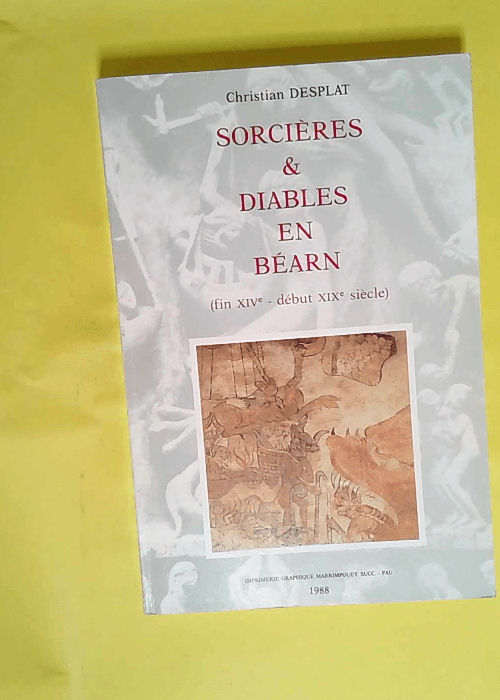 Christian DESPLAT
SORCIÈRES
&
DIABLES
EN
BÉARN
(fin XIVe - début XIXe siècle)
IMPRIMERIE GRAPHIQUE MARRIMPOUEY SUCC. - PAU
1988